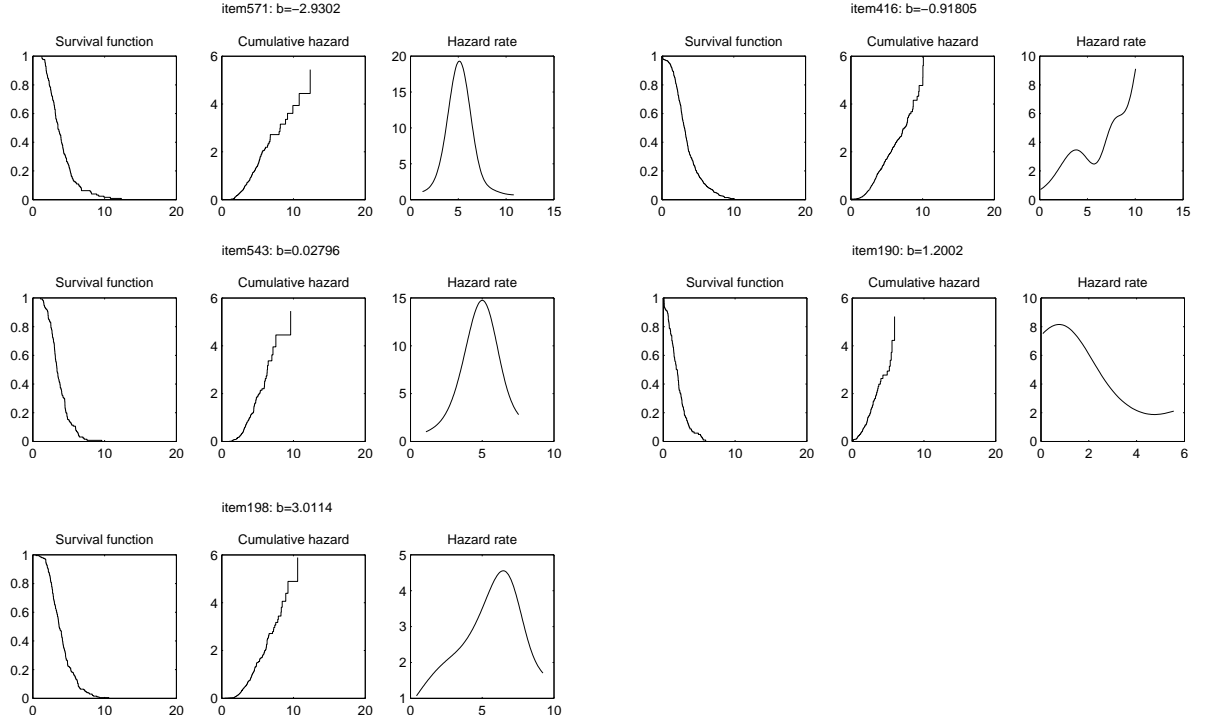 item571: b=−2.9302
Survival function
Cumulative hazard
Hazard rate
1
0.8
0.6
0.4
0.2
0
0 10 20
6
4
2
0
0 10 20
20
15
10
5
0
0 5 10 15
item416: b=−0.91805
Survival function
Cumulative hazard
Hazard rate
1
0.8
0.6
0.4
0.2
0
0 10 20
6
4
2
0
0 10 20
10
8
6
4
2
0
0 5 10 15
item543: b=0.02796
Survival function
Cumulative hazard
Hazard rate
1
0.8
0.6
0.4
0.2
0
0 10 20
6
4
2
0
0 10 20
15
10
5
0
0 5 10
item190: b=1.2002
Survival function
Cumulative hazard
Hazard rate
1
0.8
0.6
0.4
0.2
0
0 10 20
6
4
2
0
0 10 20
10
8
6
4
2
0
0 2 4 6
item198: b=3.0114
Survival function
Cumulative hazard
Hazard rate
1
0.8
0.6
0.4
0.2
0
0 10 20
6
4
2
0
0 10 20
5
4
3
2
1
0 5 10